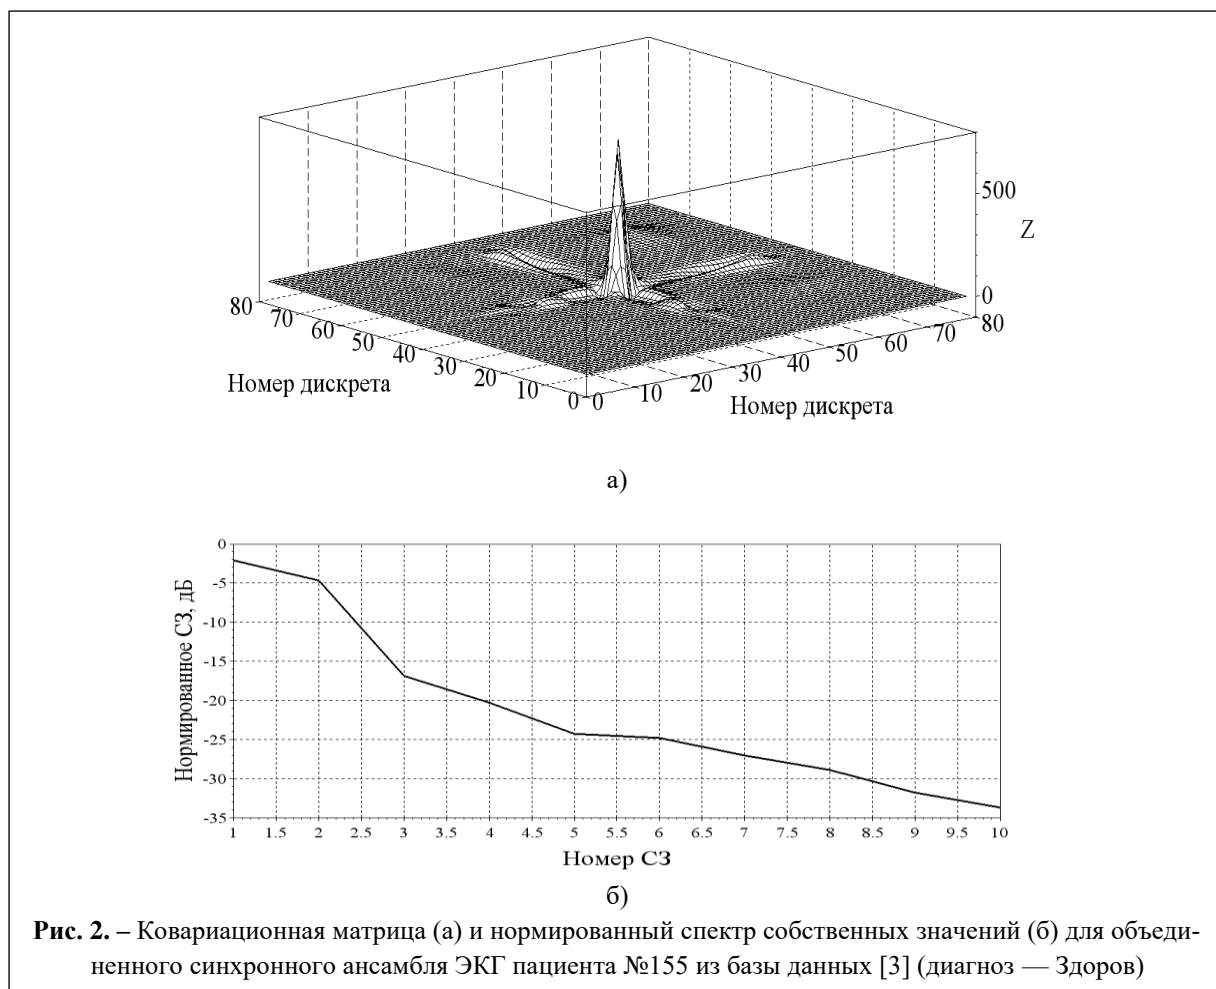 500
Z
0
80
70
60
50
40
30
20
10
0
0
10
20
30
40
50
60
70
80
Номер дискрета
Номер дискрета
а)
Нормированное СЗ, дБ
0
-5
-10
-15
-20
-25
-30
-35
1 1.5 2 2.5 3 3.5 4 4.5 5 5.5 6 6.5 7 7.5 8 8.5 9 9.5 10
Номер СЗ
б)
Рис. 2. – Ковариационная матрица (а) и нормированный спектр собственных значений (б) для объеди-
ненного синхронного ансамбля ЭКГ пациента №155 из базы данных [3] (диагноз — Здоров)